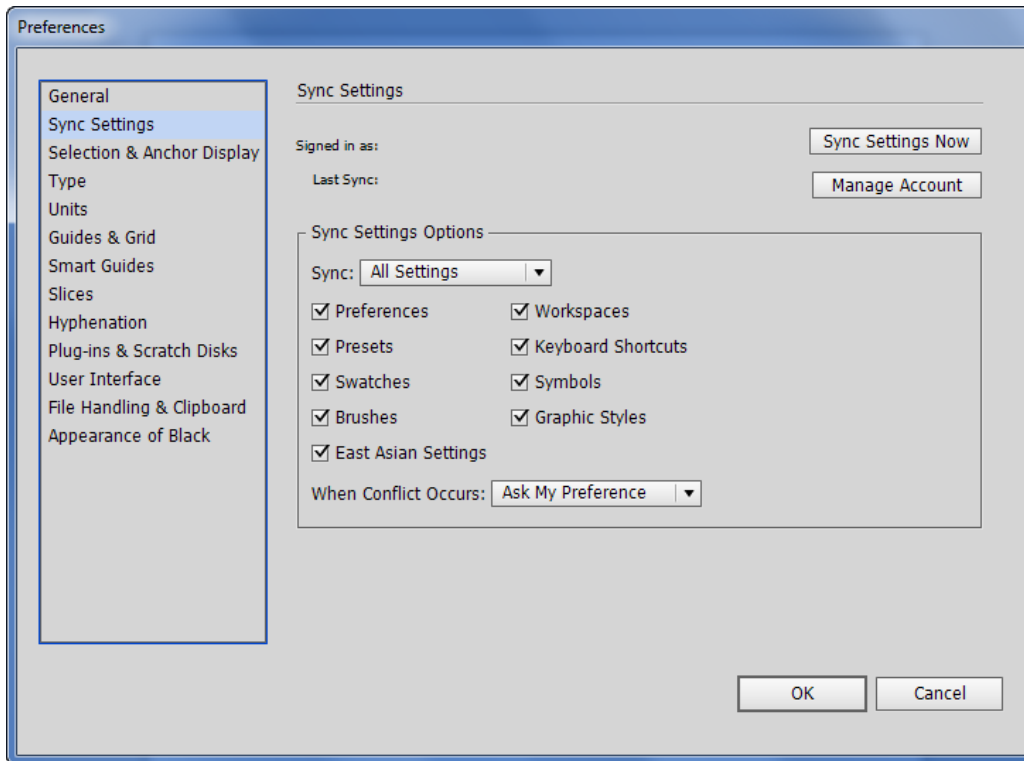 Preferences
General
Sync Settings
Selection & Anchor Display
Type
Units
Guides & Grid
Smart Guides
Slices
Hyphenation
Plug-ins & Scratch Disks
User Interface
File Handling & Clipboard
Appearance of Black
Sync Settings
Signed in as:
Sync Settings Now
Last Sync:
Manage Account
Sync Settings Options
Sync: All Settings
Preferences Workspaces
Presets Keyboard Shortcuts
Swatches Symbols
Brushes Graphic Styles
East Asian Settings
When Conflict Occurs: Ask My Preference
OK Cancel